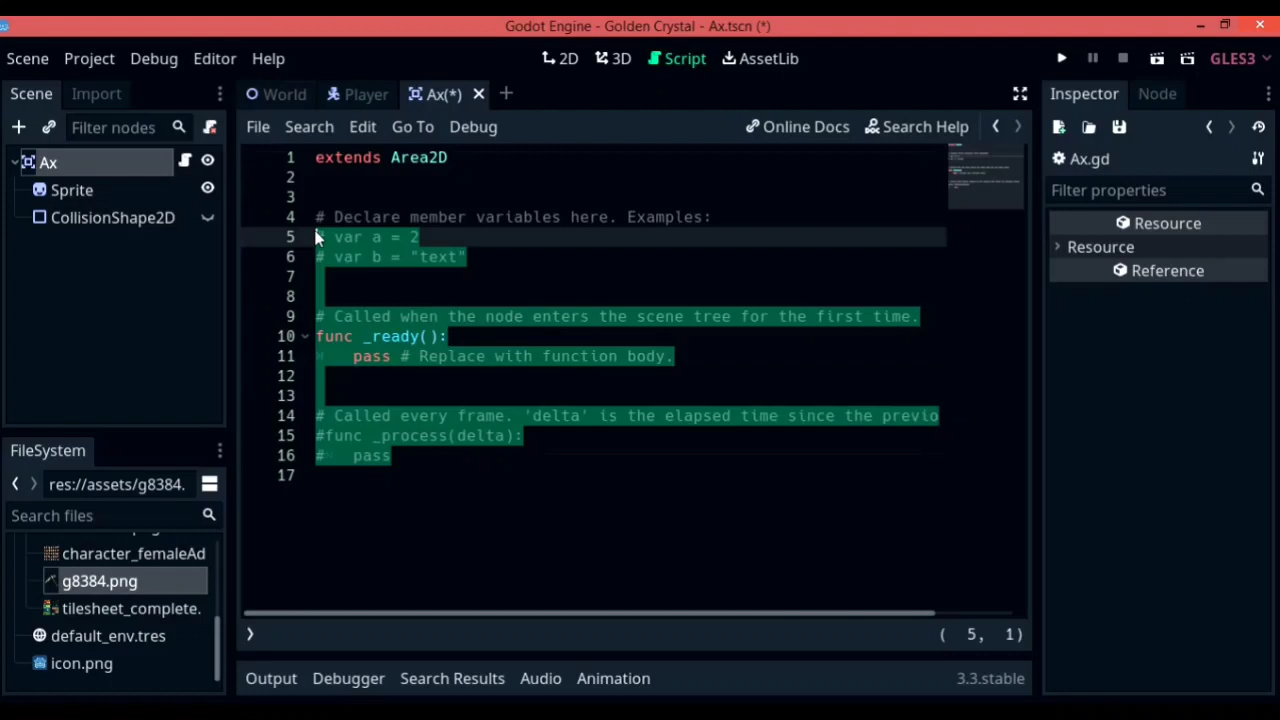 Godot Engine - Golden Crystal - Ax.tscn (*)
Scene Project Debug Editor Help
2D 3D Script AssetLib
GLES3
Scene Import
World Player Ax(*)
Inspector Node
Filter nodes
File Search Edit Go To Debug
Online Docs Search Help
Ax
Sprite
CollisionShape2D
1 extends Area2D
2
3
4 # Declare member variables here. Examples:
5 # var a = 2
6 # var b = "text"
7
8
9 # Called when the node enters the scene tree for the first time.
10 func _ready():
11 pass # Replace with function body.
12
13
14 # Called every frame. 'delta' is the elapsed time since the previo
15 #func _process(delta):
16 # pass
17
( 5, 1)
Ax.gd
Filter properties
Resource
Resource
Reference
FileSystem
res://assets/g8384.
Search files
character_femaleAd
g8384.png
tilesheet_complete.
default_env.tres
icon.png
Output Debugger Search Results Audio Animation
3.3.stable